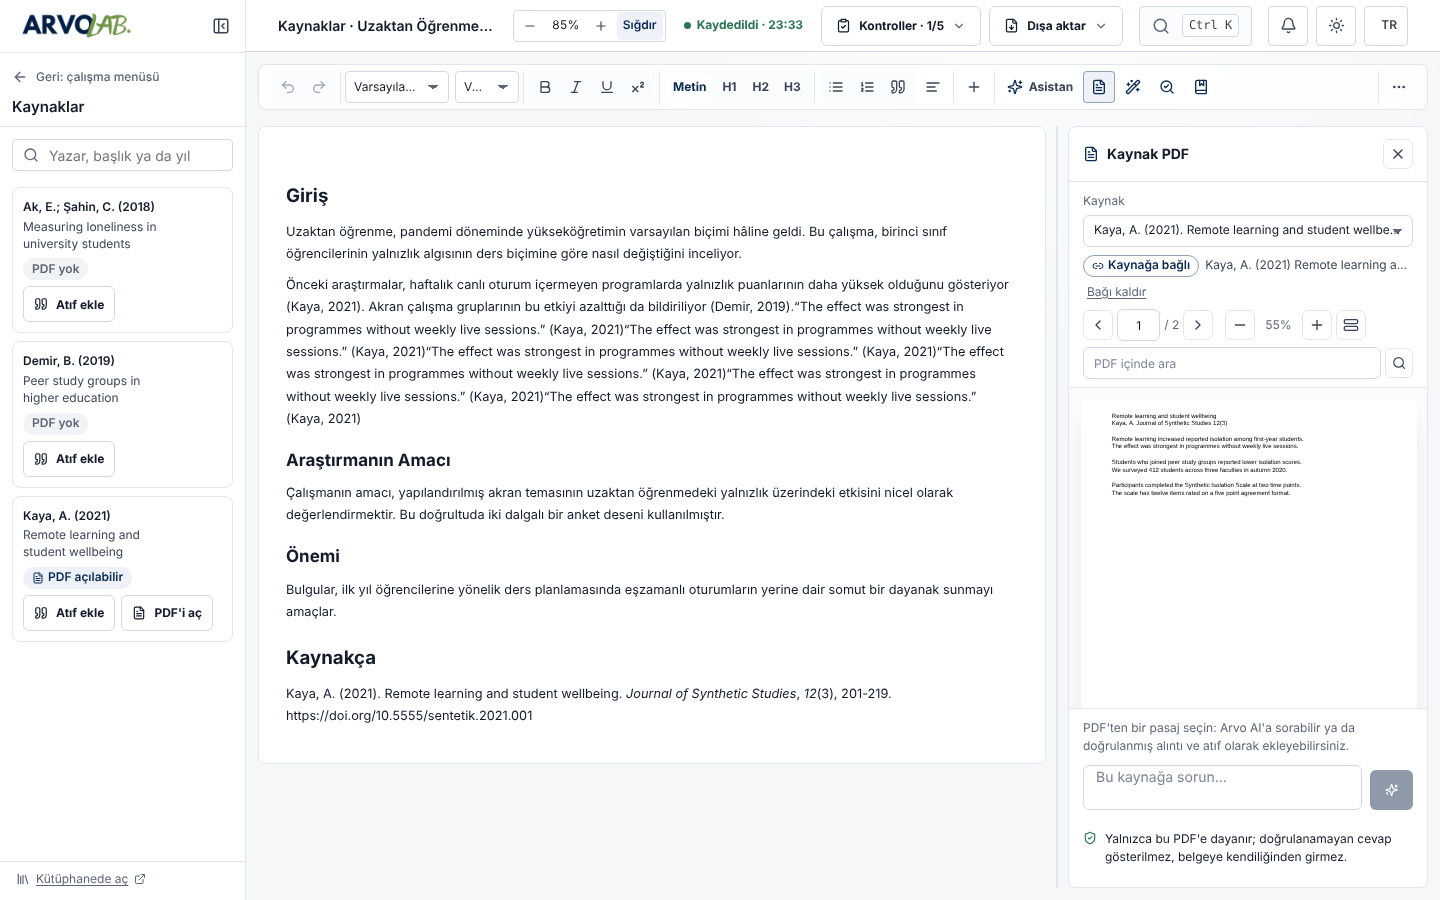 ARVOLAB.
Geri: çalışma menüsü
Kaynaklar
Yazar, başlık ya da yıl
Ak, E.; Şahin, C. (2018)
Measuring loneliness in
university students
PDF yok
Atıf ekle
Demir, B. (2019)
Peer study groups in
higher education
PDF yok
Atıf ekle
Kaya, A. (2021)
Remote learning and
student wellbeing
PDF açılabilir
Atıf ekle
PDF'i aç
Kütüphanede aç
Kaynaklar · Uzaktan Öğrenme...
85%
Sığdır
Kaydedildi · 23:33
Kontroller · 1/5
Dışa aktar
Ctrl K
TR
Varsayıla...
V...
B I U x²
Metin H1 H2 H3
Asistan
Giriş
Uzaktan öğrenme, pandemi döneminde yükseköğretimin varsayılan biçimi hâline geldi. Bu çalışma, birinci sınıf
öğrencilerinin yalnızlık algısının ders biçimine göre nasıl değiştiğini inceliyor.
Önceki araştırmalar, haftalık canlı oturum içermeyen programlarda yalnızlık puanlarının daha yüksek olduğunu gösteriyor
(Kaya, 2021). Akran çalışma gruplarının bu etkiyi azalttığı da bildiriliyor (Demir, 2019).“The effect was strongest in
programmes without weekly live sessions.” (Kaya, 2021)“The effect was strongest in programmes without weekly live
sessions.” (Kaya, 2021)“The effect was strongest in programmes without weekly live sessions.” (Kaya, 2021)“The effect
was strongest in programmes without weekly live sessions.” (Kaya, 2021)“The effect was strongest in programmes
without weekly live sessions.” (Kaya, 2021)“The effect was strongest in programmes without weekly live sessions.”
(Kaya, 2021)
Araştırmanın Amacı
Çalışmanın amacı, yapılandırılmış akran temasının uzaktan öğrenmedeki yalnızlık üzerindeki etkisini nicel olarak
değerlendirmektir. Bu doğrultuda iki dalgalı bir anket deseni kullanılmıştır.
Önemi
Bulgular, ilk yıl öğrencilerine yönelik ders planlamasında eşzamanlı oturumların yerine dair somut bir dayanak sunmayı
amaçlar.
Kaynakça
Kaya, A. (2021). Remote learning and student wellbeing. Journal of Synthetic Studies, 12(3), 201-219.
https://doi.org/10.5555/sentetik.2021.001
Kaynak PDF
Kaynak
Kaya, A. (2021). Remote learning and student wellbe...
Kaynağa bağlı
Kaya, A. (2021) Remote learning a...
Bağı kaldır
1 / 2
55%
PDF içinde ara
Remote learning and student wellbeing
Kaya, A. Journal of Synthetic Studies 12(3)
Remote learning increased reported isolation among first-year students.
The effect was strongest in programmes without weekly live sessions.
Students who joined peer study groups reported lower isolation scores.
We surveyed 412 students across three faculties in autumn 2020.
Participants completed the Synthetic Isolation Scale at two time points.
The scale has twelve items rated on a five point agreement format.
PDF'ten bir pasaj seçin: Arvo AI'a sorabilir ya da
doğrulanmış alıntı ve atıf olarak ekleyebilirsiniz.
Bu kaynağa sorun...
Yalnızca bu PDF'e dayanır; doğrulanamayan cevap
gösterilmez, belgeye kendiliğinden girmez.